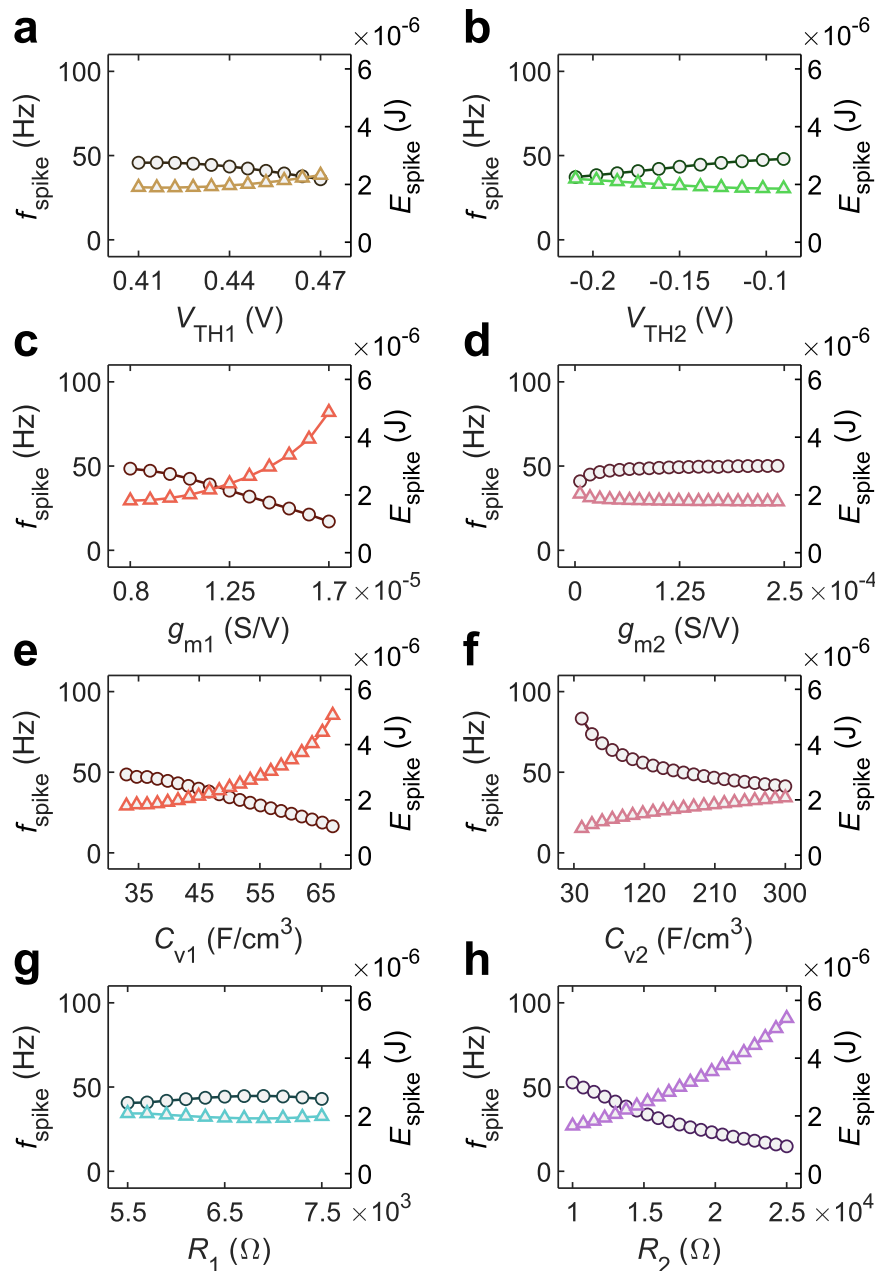 a
×10⁻⁶
100
50
0
f_spike (Hz)
6
4
2
0
E_spike (J)
0.41 0.44 0.47
V_TH1 (V)
b
×10⁻⁶
100
50
0
f_spike (Hz)
6
4
2
0
E_spike (J)
-0.2 -0.15 -0.1
V_TH2 (V)
c
×10⁻⁶
100
50
0
f_spike (Hz)
6
4
2
0
E_spike (J)
0.8 1.25 1.7 ×10⁻⁵
g_m1 (S/V)
d
×10⁻⁶
100
50
0
f_spike (Hz)
6
4
2
0
E_spike (J)
0 1.25 2.5 ×10⁻⁴
g_m2 (S/V)
e
×10⁻⁶
100
50
0
f_spike (Hz)
6
4
2
0
E_spike (J)
35 45 55 65
C_v1 (F/cm³)
f
×10⁻⁶
100
50
0
f_spike (Hz)
6
4
2
0
E_spike (J)
30 120 210 300
C_v2 (F/cm³)
g
×10⁻⁶
100
50
0
f_spike (Hz)
6
4
2
0
E_spike (J)
5.5 6.5 7.5 ×10³
R_1 (Ω)
h
×10⁻⁶
100
50
0
f_spike (Hz)
6
4
2
0
E_spike (J)
1 1.5 2 2.5 ×10⁴
R_2 (Ω)